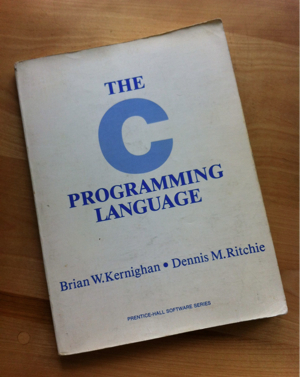 THE
C
PROGRAMMING
LANGUAGE
Brian W.Kernighan • Dennis M.Ritchie
PRENTICE-HALL SOFTWARE SERIES